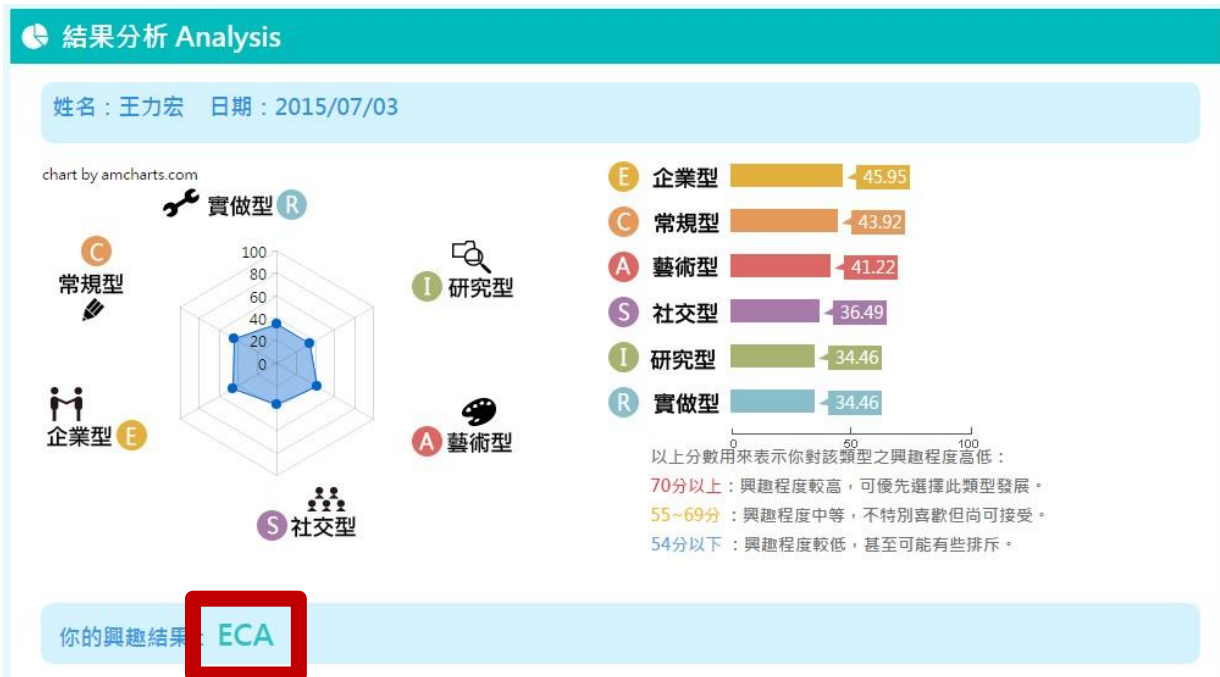 結果分析 Analysis
姓名：王力宏 日期：2015/07/03
chart by amcharts.com
實做型 R
C
常規型
I 研究型
100
80
60
40
20
0
企業型 E
A 藝術型
S 社交型
E 企業型 45.95
C 常規型 43.92
A 藝術型 41.22
S 社交型 36.49
I 研究型 34.46
R 實做型 34.46
0 50 100
以上分數用來表示你對該類型之興趣程度高低：
70分以上：興趣程度較高，可優先選擇此類型發展。
55~69分：興趣程度中等，不特別喜歡但尚可接受。
54分以下：興趣程度較低，甚至可能有些排斥。
你的興趣結果：ECA